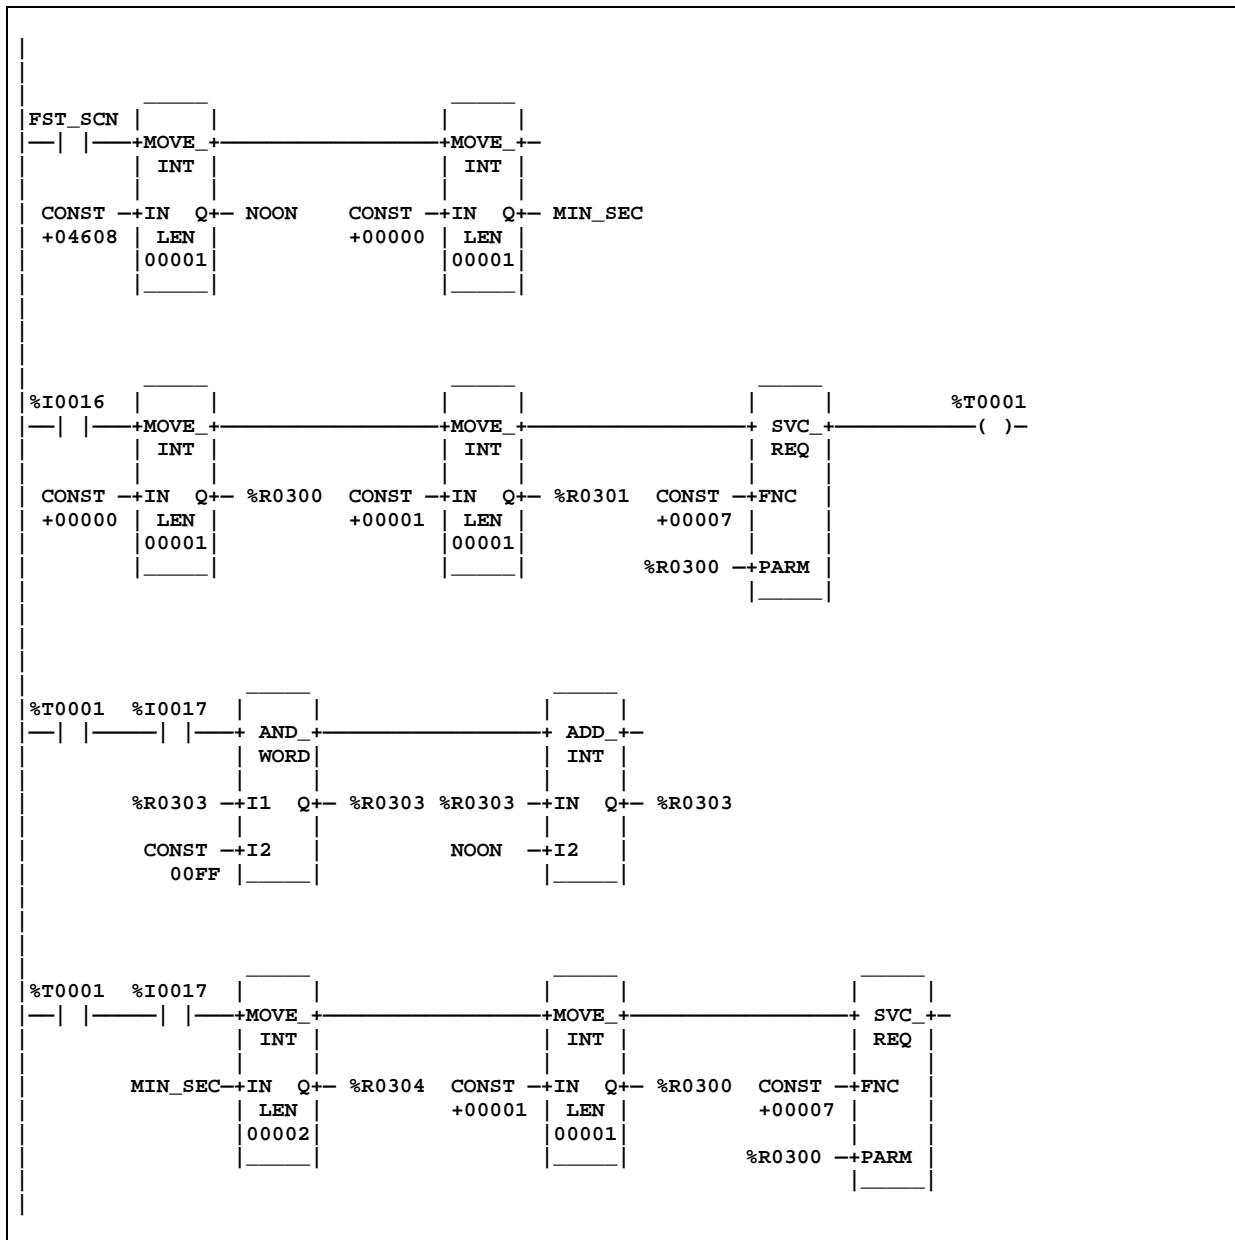 FST_SCN
MOVE_ MOVE_
INT INT
CONST IN Q NOON CONST IN Q MIN_SEC
+04608 LEN +00000 LEN
00001 00001
%I0016 %T0001
MOVE_ MOVE_ SVC_ ( )
INT INT REQ
CONST IN Q %R0300 CONST IN Q %R0301 CONST FNC
+00000 LEN +00001 LEN +00007
00001 00001
%R0300 PARM
%T0001 %I0017
AND_ ADD_
WORD INT
%R0303 I1 Q %R0303 %R0303 IN Q %R0303
CONST I2 NOON I2
00FF
%T0001 %I0017
MOVE_ MOVE_ SVC_
INT INT REQ
MIN_SEC IN Q %R0304 CONST IN Q %R0300 CONST FNC
LEN +00001 LEN +00007
00002 00001
%R0300 PARM